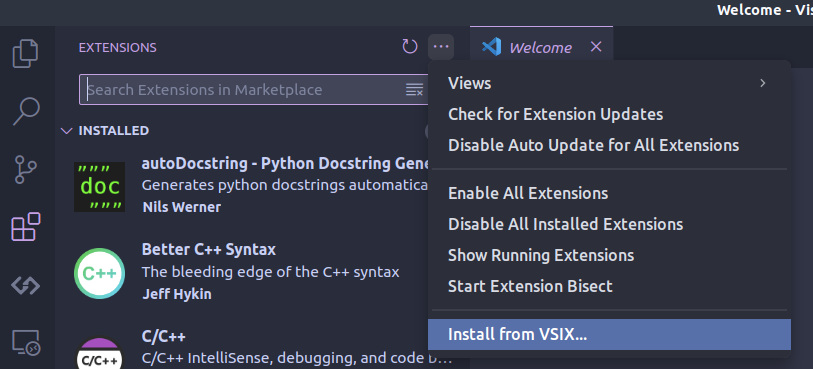 Welcome - Vis
EXTENSIONS
Welcome
Search Extensions in Marketplace
INSTALLED
autoDocstring - Python Docstring Gene
Generates python docstrings automatica
Nils Werner
Better C++ Syntax
The bleeding edge of the C++ syntax
Jeff Hykin
C/C++
C/C++ IntelliSense, debugging, and code b...
"""
doc
"""
C++
C/C++
Views
Check for Extension Updates
Disable Auto Update for All Extensions
Enable All Extensions
Disable All Installed Extensions
Show Running Extensions
Start Extension Bisect
Install from VSIX...